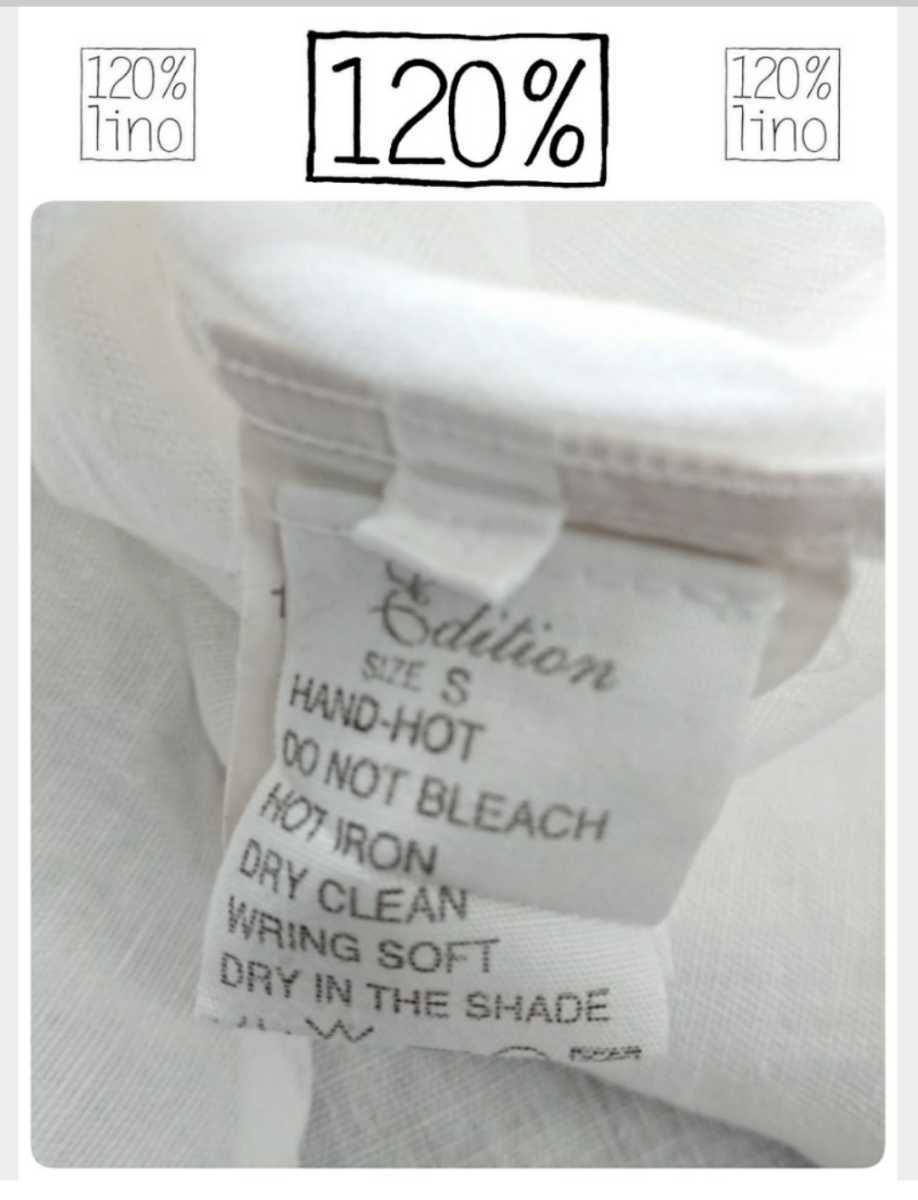 120%
lino
120%
120%
lino
Edition
SIZE S
HAND-HOT
DO NOT BLEACH
HOT IRON
DRY CLEAN
WRING SOFT
DRY IN THE SHADE